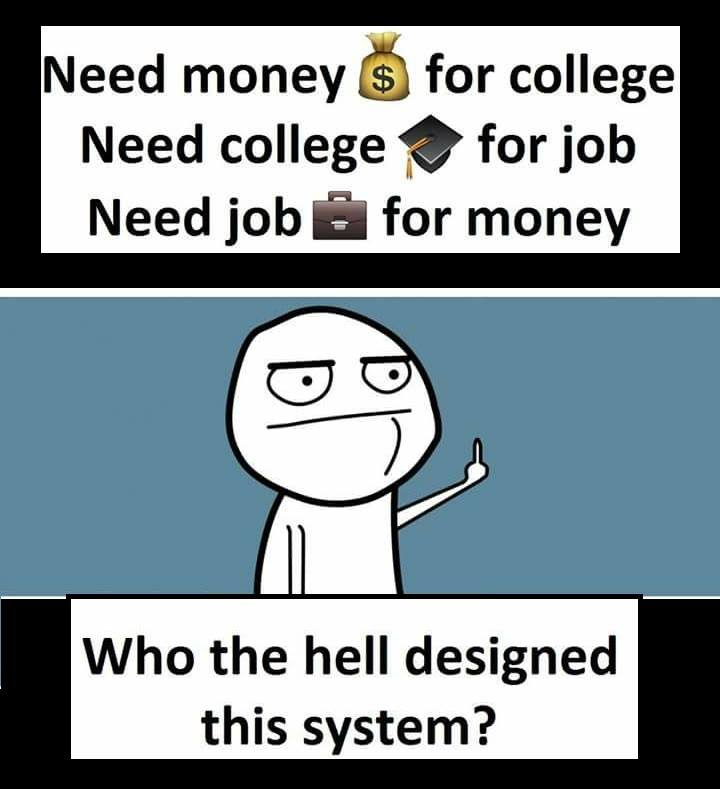 Need money 💰 for college
Need college 🎓 for job
Need job 💼 for money
Who the hell designed
this system?